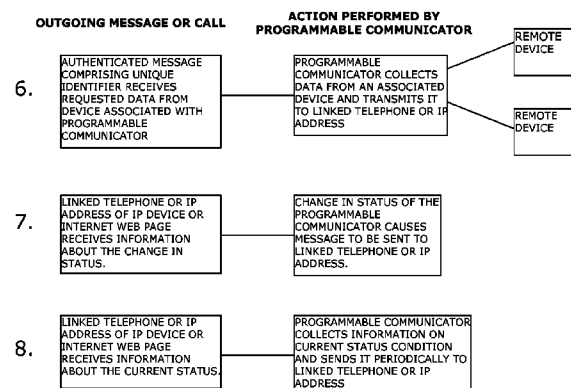 OUTGOING MESSAGE OR CALL
ACTION PERFORMED BY
PROGRAMMABLE COMMUNICATOR
6.
AUTHENTICATED MESSAGE
COMPRISING UNIQUE
IDENTIFIER RECEIVES
REQUESTED DATA FROM
DEVICE ASSOCIATED WITH
PROGRAMMABLE
COMMUNICATOR
PROGRAMMABLE
COMMUNICATOR COLLECTS
DATA FROM AN ASSOCIATED
DEVICE AND TRANSMITS IT
TO LINKED TELEPHONE OR IP
ADDRESS
REMOTE
DEVICE
REMOTE
DEVICE
7.
LINKED TELEPHONE OR IP
ADDRESS OF IP DEVICE OR
INTERNET WEB PAGE
RECEIVES INFORMATION
ABOUT THE CHANGE IN
STATUS.
CHANGE IN STATUS OF THE
PROGRAMMABLE
COMMUNICATOR CAUSES
MESSAGE TO BE SENT TO
LINKED TELEPHONE OR IP
ADDRESS.
8.
LINKED TELEPHONE OR IP
ADDRESS OF IP DEVICE OR
INTERNET WEB PAGE
RECEIVES INFORMATION
ABOUT THE CURRENT STATUS.
PROGRAMMABLE COMMUNICATOR
COLLECTS INFORMATION ON
CURRENT STATUS CONDITION
AND SENDS IT PERIODICALLY TO
LINKED TELEPHONE OR IP
ADDRESS